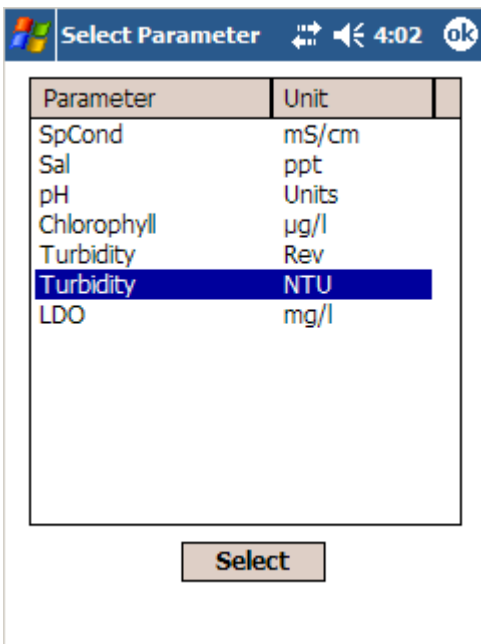 Select Parameter 4:02 ok
Parameter Unit
SpCond mS/cm
Sal ppt
pH Units
Chlorophyll µg/l
Turbidity Rev
Turbidity NTU
LDO mg/l
Select